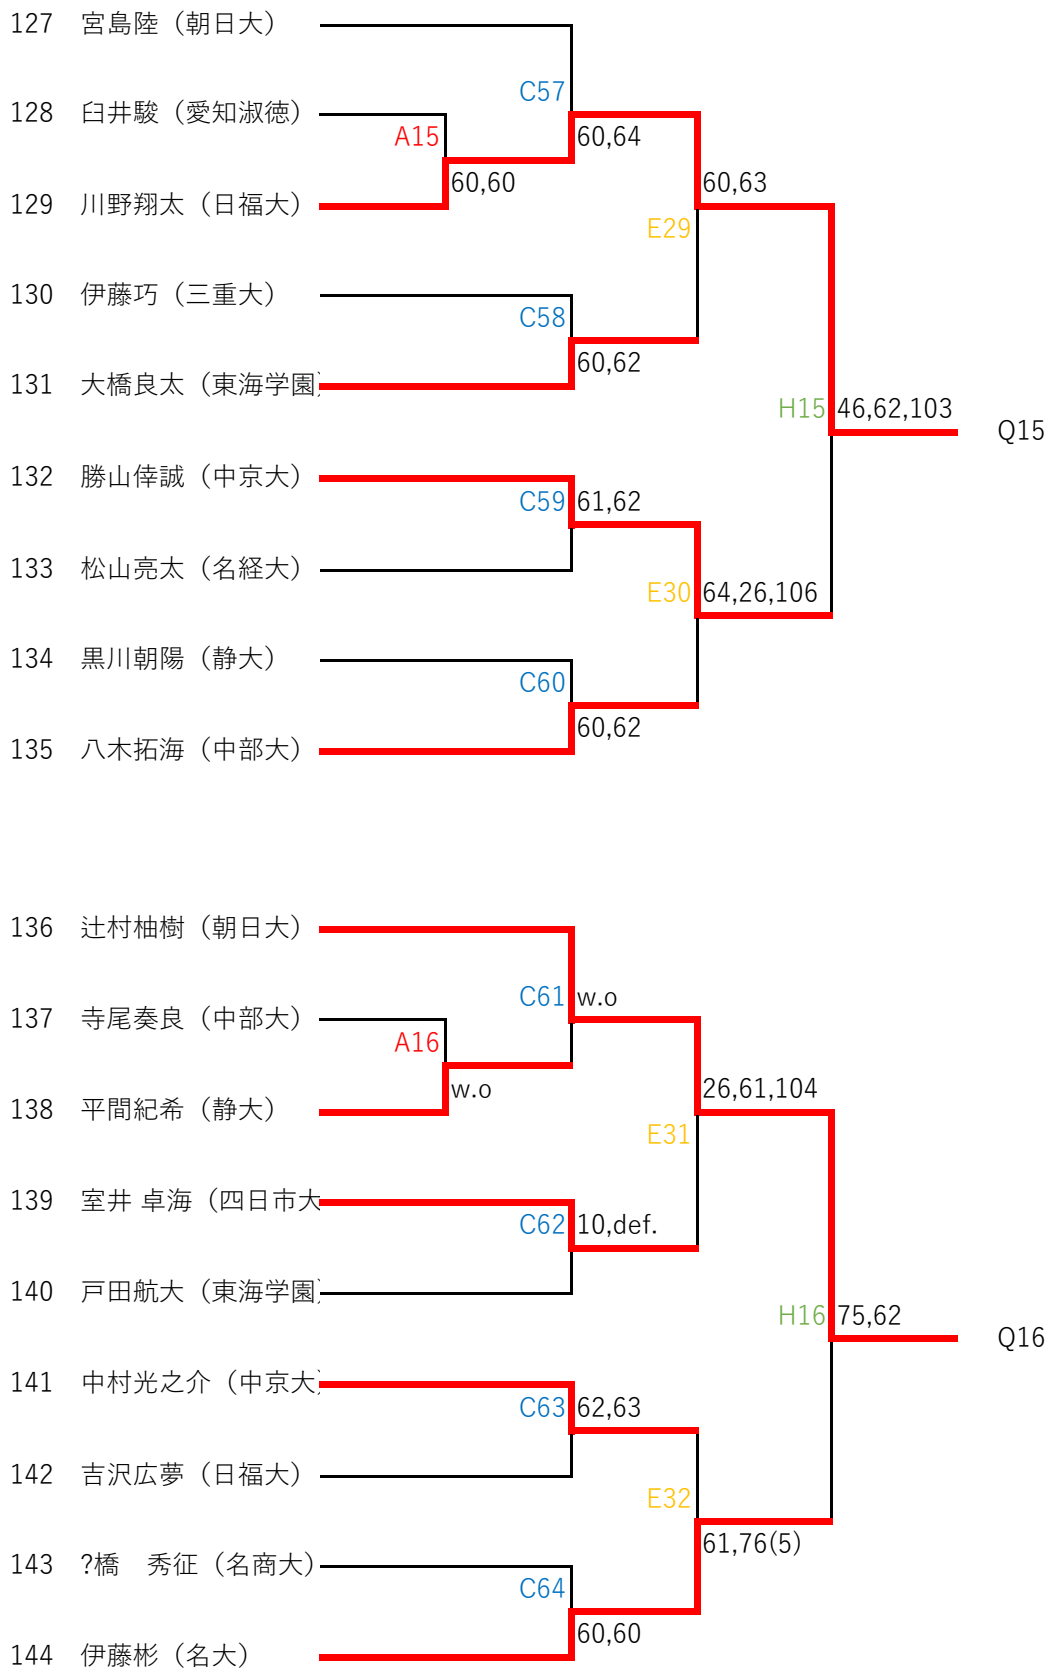 127 宮島陸（朝日大）
C57
128 臼井駿（愛知淑徳）
A15 60,64
60,60 60,63
129 川野翔太（日福大）
E29
130 伊藤巧（三重大）
C58
60,62
131 大橋良太（東海学園）
H15 46,62,103
Q15
132 勝山倖誠（中京大）
C59 61,62
133 松山亮太（名経大）
E30 64,26,106
134 黒川朝陽（静大）
C60
60,62
135 八木拓海（中部大）
136 辻村柚樹（朝日大）
C61 w.o
137 寺尾奏良（中部大）
A16
w.o 26,61,104
138 平間紀希（静大）
E31
139 室井 卓海（四日市大
C62 10,def.
140 戸田航大（東海学園）
H16 75,62
Q16
141 中村光之介（中京大）
C63 62,63
142 吉沢広夢（日福大）
E32
61,76(5)
143 ?橋　秀征（名商大）
C64
60,60
144 伊藤彬（名大）